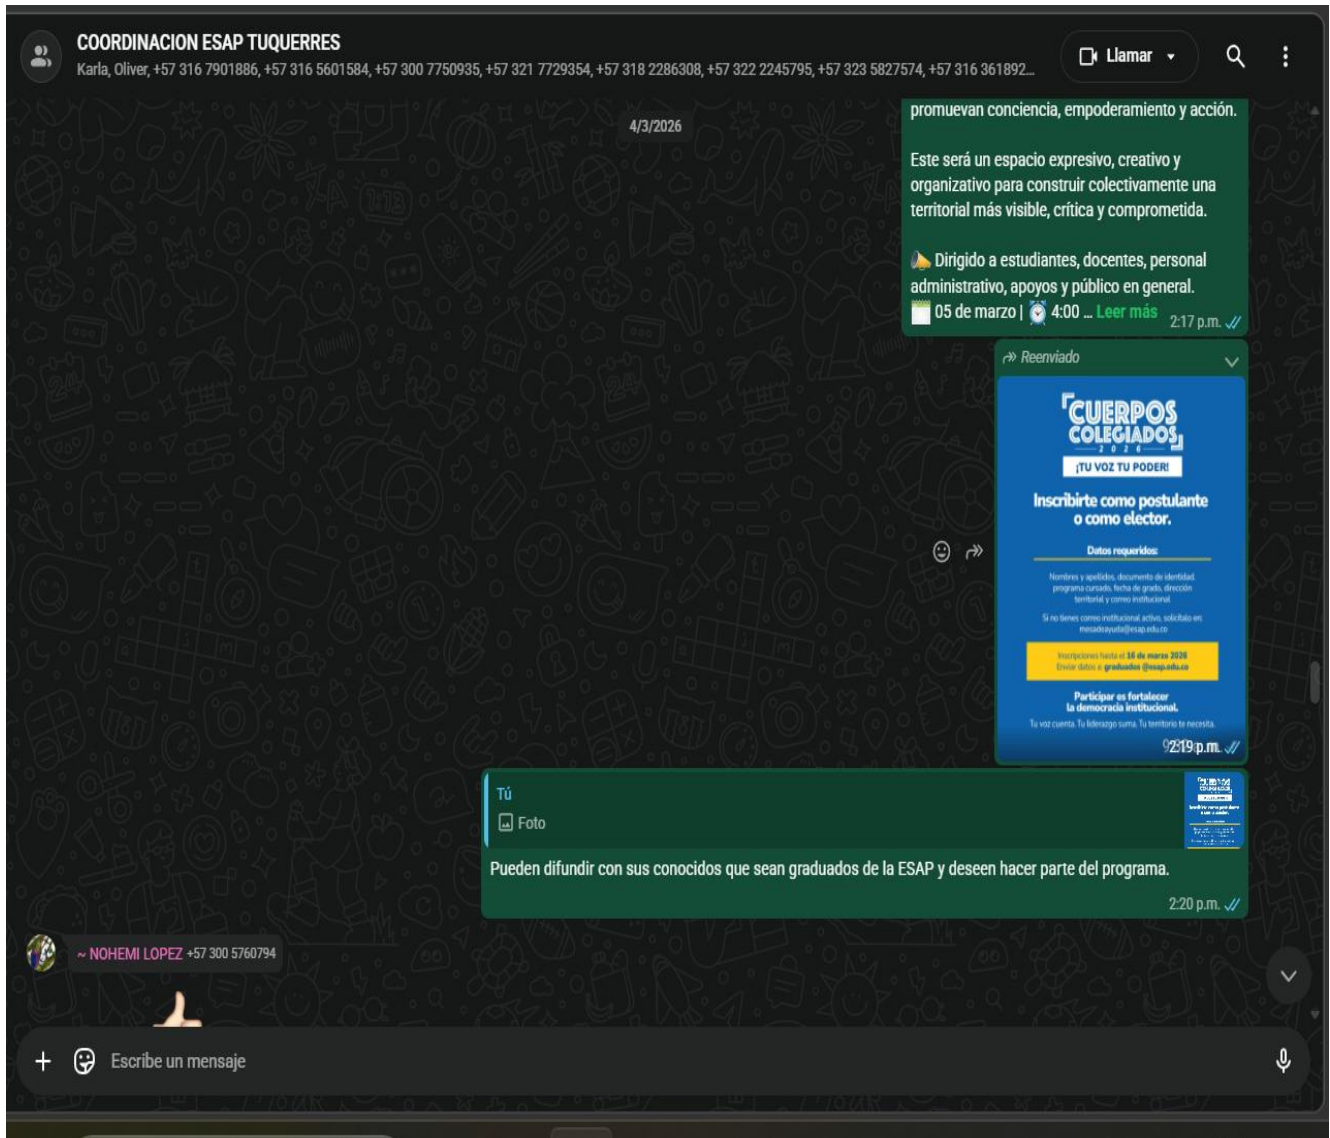 COORDINACION ESAP TUQUERRES
Karla, Oliver, +57 316 7901886, +57 316 5601584, +57 300 7750935, +57 321 7729354, +57 318 2286308, +57 322 2245795, +57 323 5827574, +57 316 361892...
Llamar
4/3/2026
promuevan conciencia, empoderamiento y acción.
Este será un espacio expresivo, creativo y
organizativo para construir colectivamente una
territorial más visible, crítica y comprometida.
Dirigido a estudiantes, docentes, personal
administrativo, apoyos y público en general.
05 de marzo | 4:00 ... Leer más
2:17 p.m.
Reenviado
CUERPOS
COLEGIADOS
2026
¡TU VOZ TU PODER!
Inscribirte como postulante
o como elector.
Datos requeridos:
Nombres y apellidos, documento de identidad,
programa cursado, fecha de grado, dirección
territorial y correo institucional
Si no tienes correo institucional activo, solicítalo en:
mesadeayuda@esap.edu.co
Inscripciones hasta el 16 de marzo 2026
Enviar datos a: graduados @esap.edu.co
Participar es fortalecer
la democracia institucional.
Tu voz cuenta. Tu liderazgo suma. Tu territorio te necesita.
2:19 p.m.
Tú
Foto
Pueden difundir con sus conocidos que sean graduados de la ESAP y deseen hacer parte del programa.
2:20 p.m.
~ NOHEMI LOPEZ +57 300 5760794
Escribe un mensaje